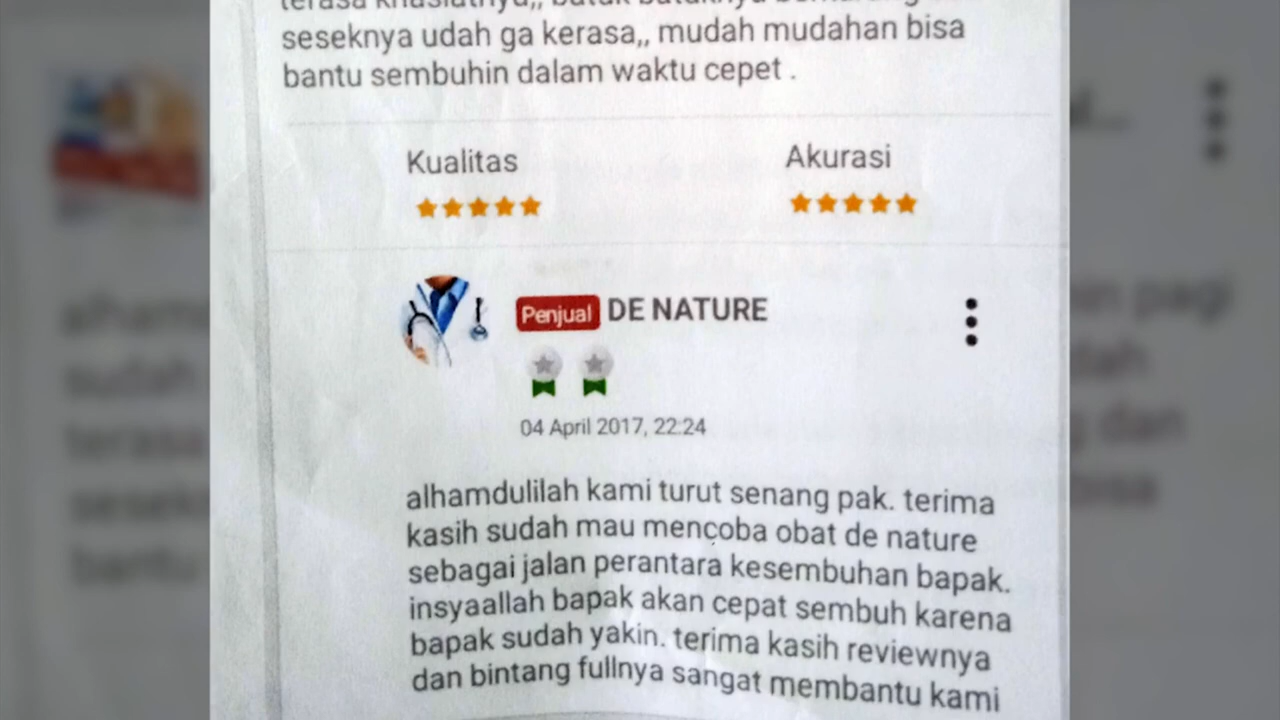 terasa khasiatnya,,
seseknya udah ga kerasa,, mudah mudahan bisa
bantu sembuhin dalam waktu cepet .
Kualitas
Akurasi
Penjual DE NATURE
04 April 2017, 22:24
alhamdulilah kami turut senang pak. terima
kasih sudah mau mencoba obat de nature
sebagai jalan perantara kesembuhan bapak.
insyaallah bapak akan cepat sembuh karena
bapak sudah yakin. terima kasih reviewnya
dan bintang fullnya sangat membantu kami